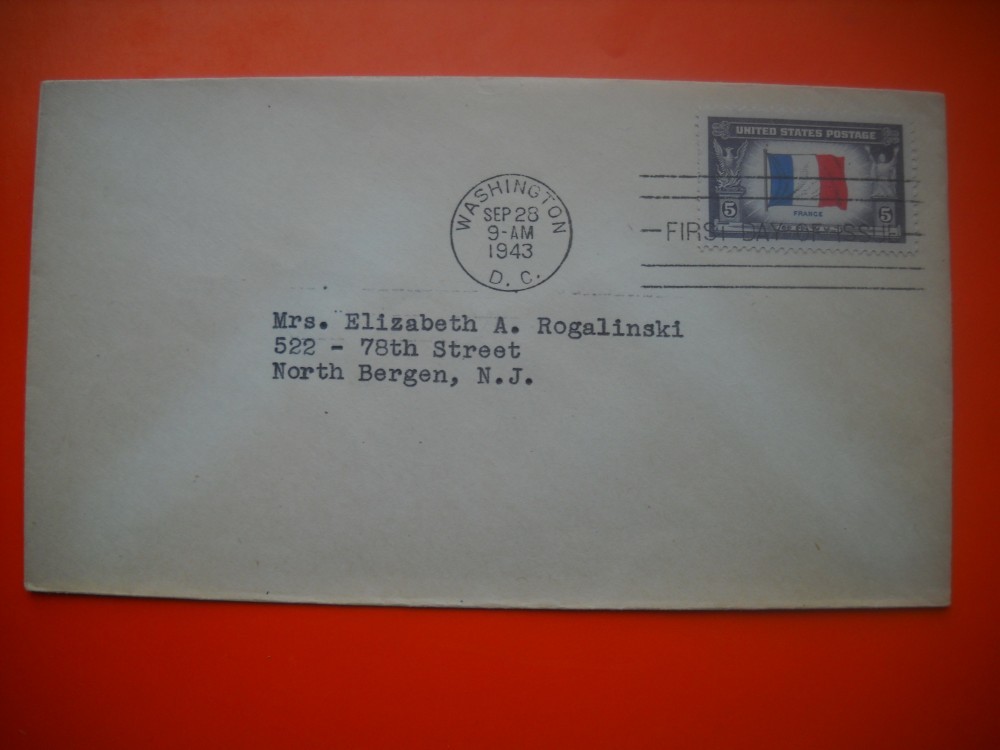 UNITED STATES POSTAGE
FRANCE
5 5
WASHINGTON
SEP 28
9-AM
1943
D. C.
FIRST DAY OF ISSUE
Mrs. Elizabeth A. Rogalinski
522 - 78th Street
North Bergen, N.J.